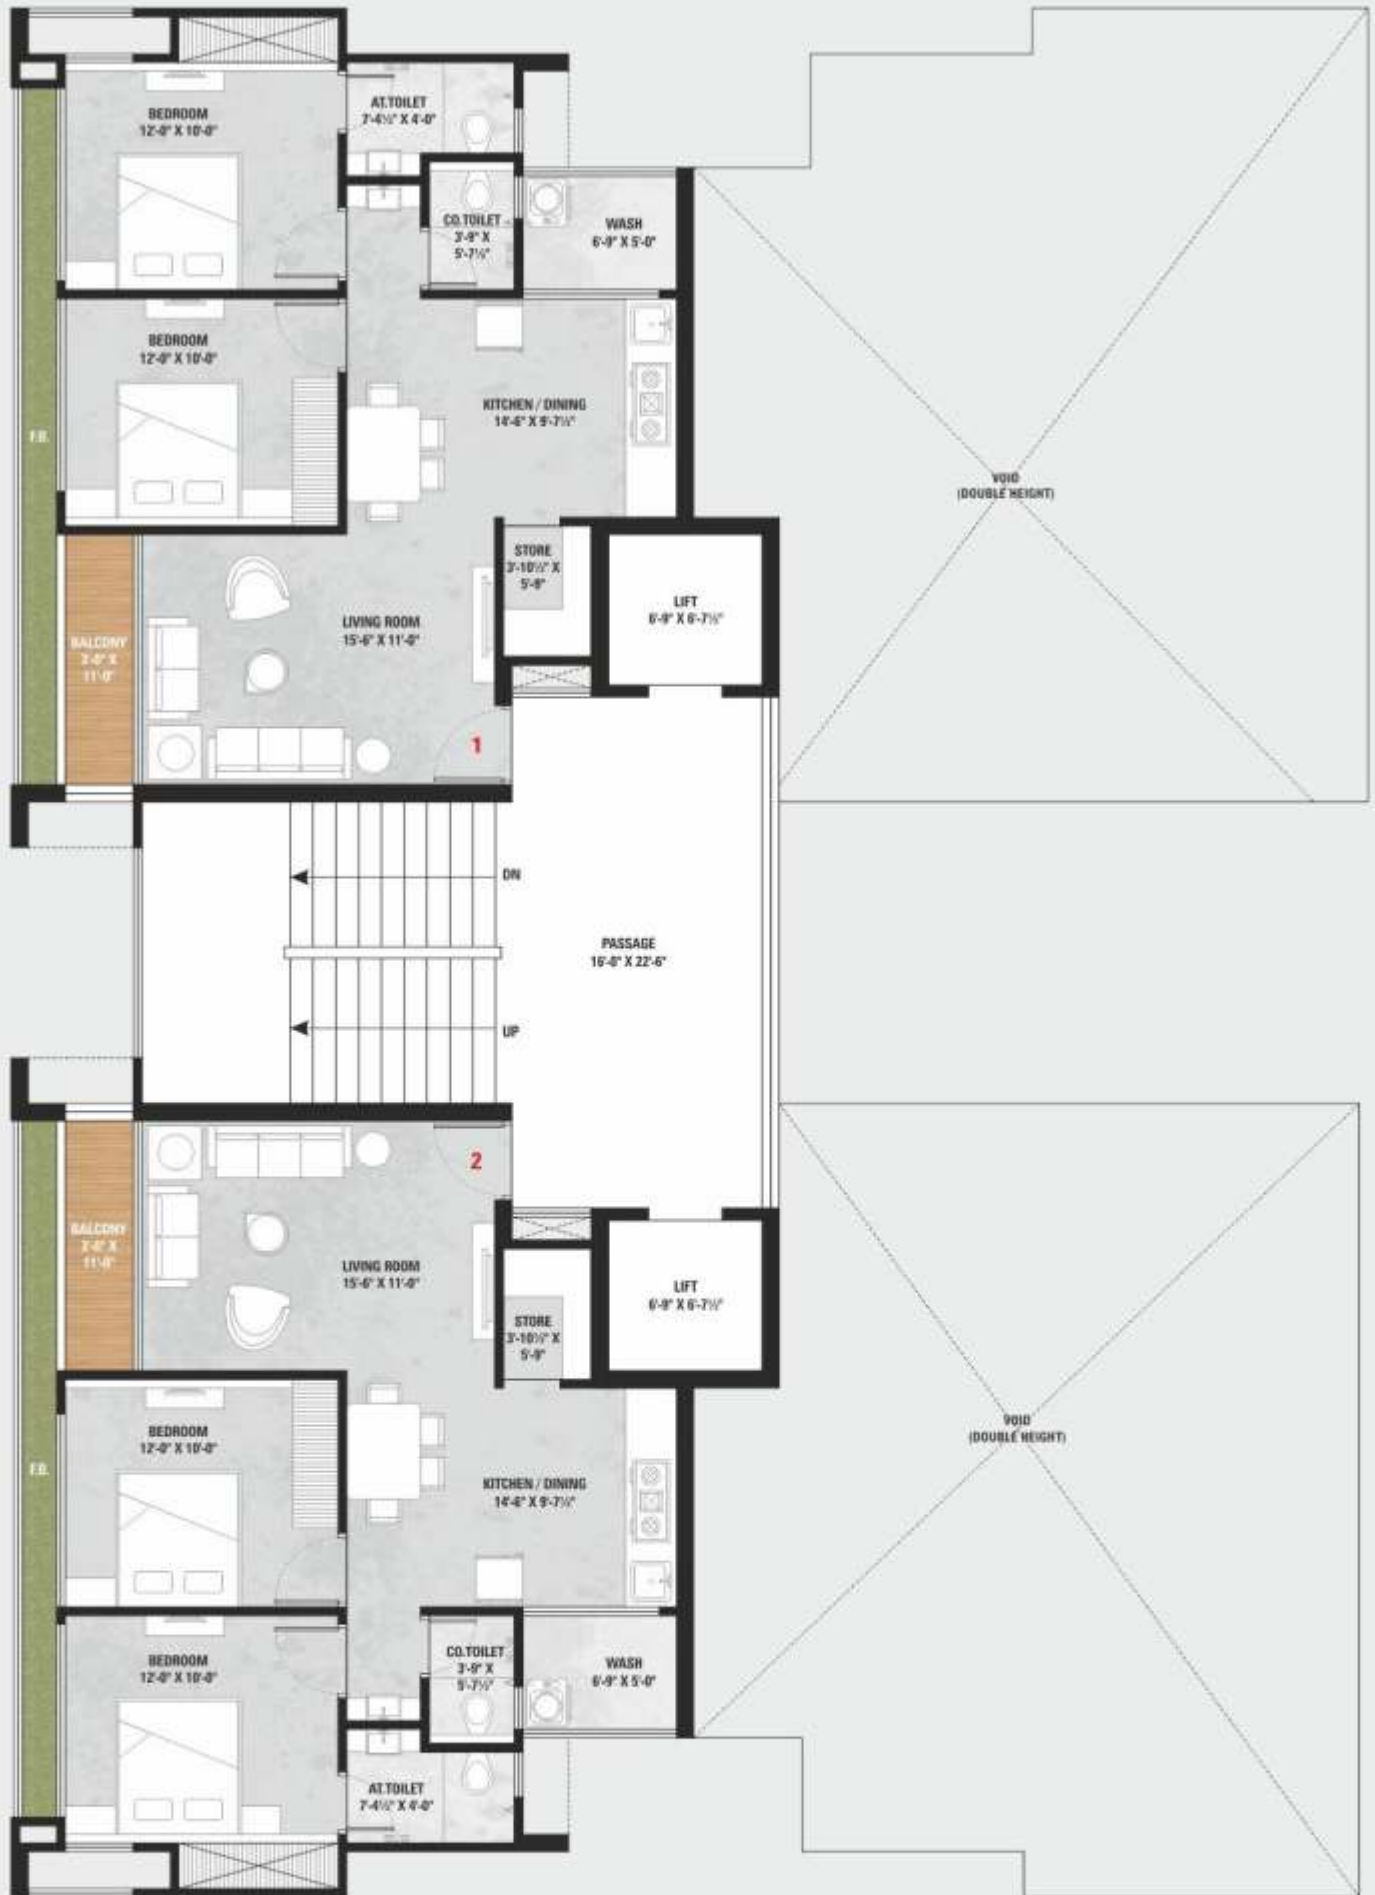 BEDROOM
12'-0" X 10'-0"
AT.TOILET
7'-4½" X 4'-0"
CO.TOILET
3'-9" X
5'-7½"
WASH
6'-9" X 5'-0"
BEDROOM
12'-0" X 10'-0"
KITCHEN / DINING
14'-6" X 9'-7½"
F.B.
VOID
(DOUBLE HEIGHT)
STORE
3'-10½" X
5'-9"
LIFT
6'-9" X 6'-7½"
LIVING ROOM
15'-6" X 11'-0"
BALCONY
11'-0"
1
DN
PASSAGE
16'-0" X 22'-6"
UP
2
BALCONY
11'-0"
LIVING ROOM
15'-6" X 11'-0"
LIFT
6'-9" X 6'-7½"
STORE
3'-10½" X
5'-9"
BEDROOM
12'-0" X 10'-0"
VOID
(DOUBLE HEIGHT)
F.B.
KITCHEN / DINING
14'-6" X 9'-7½"
BEDROOM
12'-0" X 10'-0"
CO.TOILET
3'-9" X
5'-7½"
WASH
6'-9" X 5'-0"
AT.TOILET
7'-4½" X 4'-0"